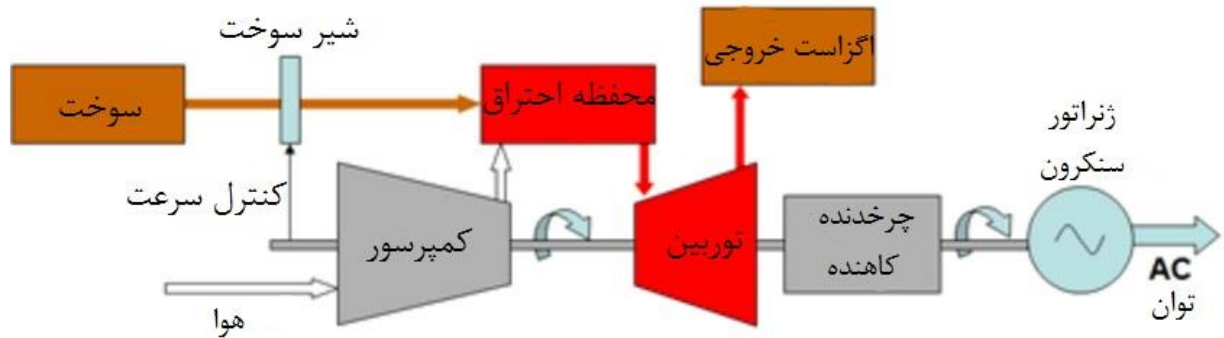 شیر سوخت
سوخت
محفظه احتراق
اگزاست خروجی
کنترل سرعت
کمپرسور
توربین
چرخدنده
کاهنده
ژنراتور
سنکرون
هوا
AC
توان